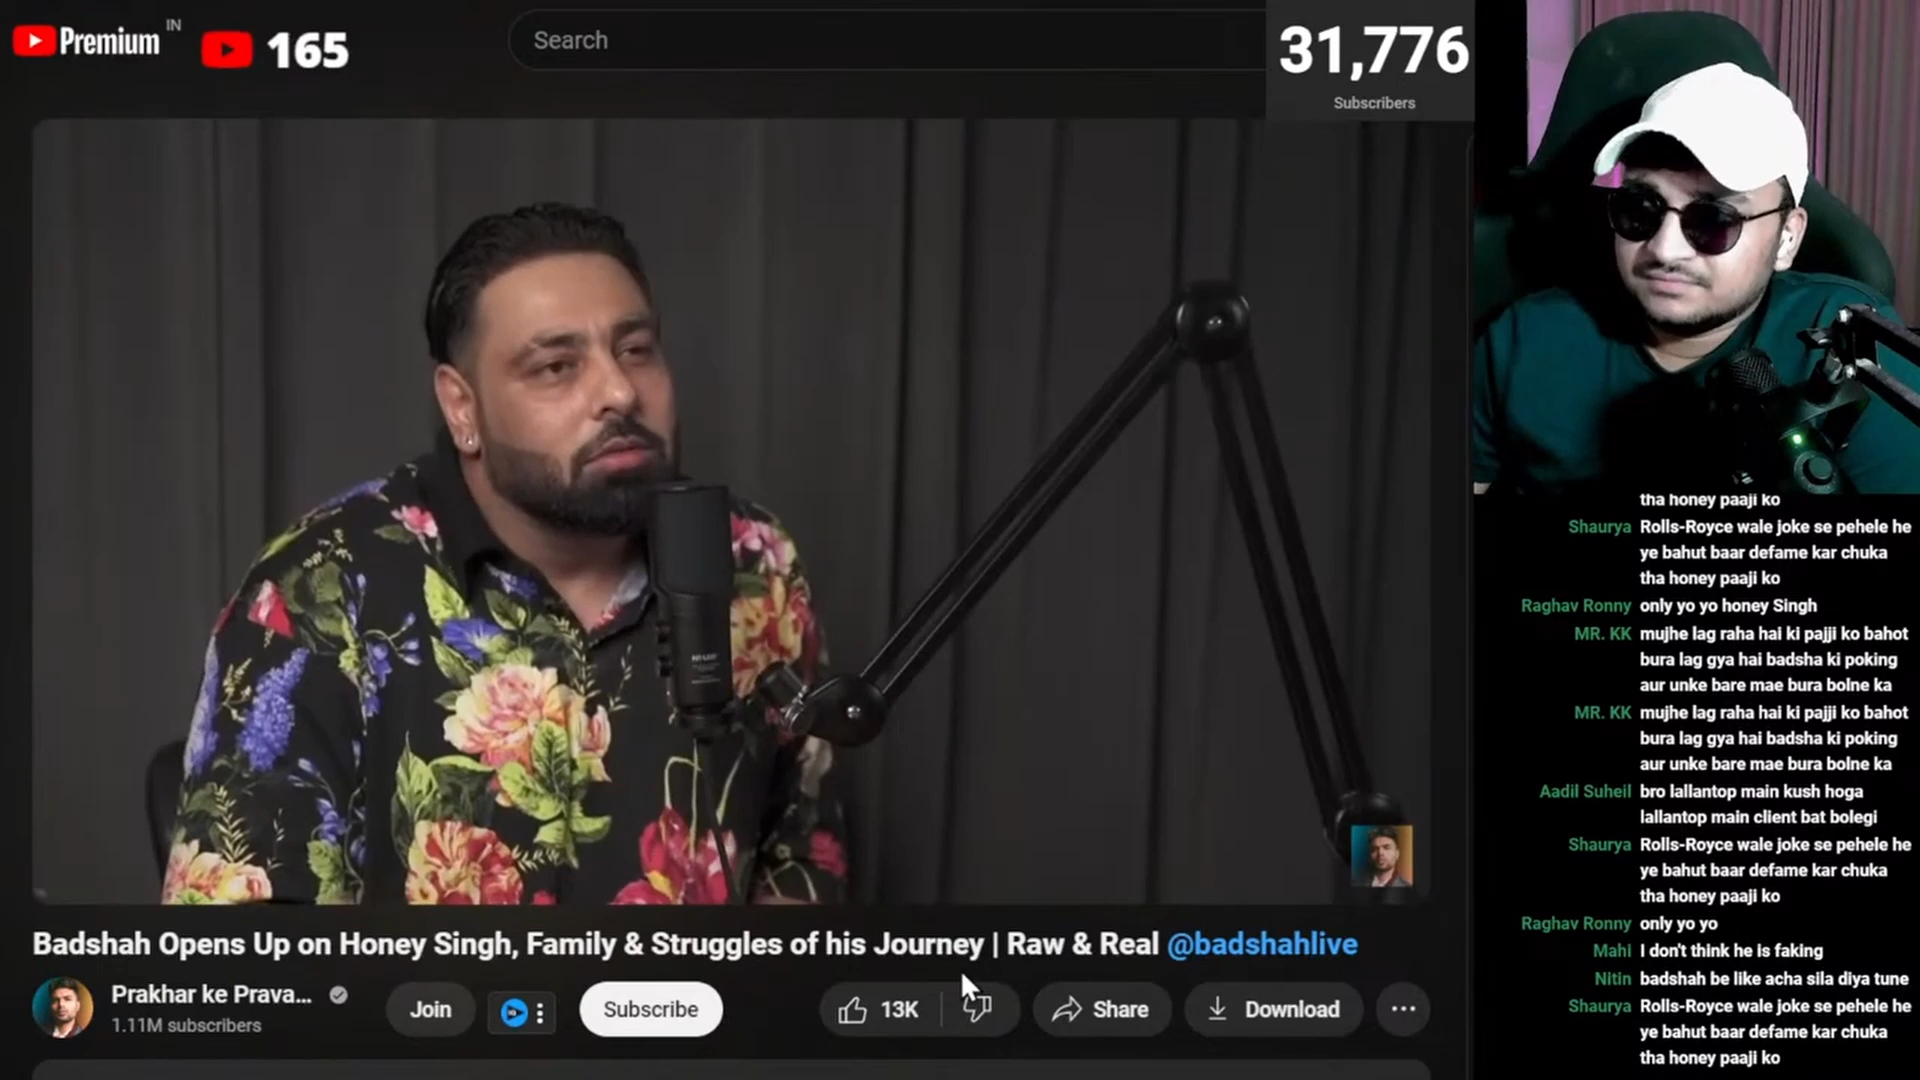 Premium IN
165
Search
31,776
Subscribers
Badshah Opens Up on Honey Singh, Family & Struggles of his Journey | Raw & Real @badshahlive
Prakhar ke Prava...
1.11M subscribers
Join
Subscribe
13K
Share
Download
tha honey paaji ko
Shaurya Rolls-Royce wale joke se pehele he
ye bahut baar defame kar chuka
tha honey paaji ko
Raghav Ronny only yo yo honey Singh
MR. KK mujhe lag raha hai ki pajji ko bahot
bura lag gya hai badsha ki poking
aur unke bare mae bura bolne ka
MR. KK mujhe lag raha hai ki pajji ko bahot
bura lag gya hai badsha ki poking
aur unke bare mae bura bolne ka
Aadil Suheil bro lallantop main kush hoga
lallantop main client bat bolegi
Shaurya Rolls-Royce wale joke se pehele he
ye bahut baar defame kar chuka
tha honey paaji ko
Raghav Ronny only yo yo
Mahi I don't think he is faking
Nitin badshah be like acha sila diya tune
Shaurya Rolls-Royce wale joke se pehele he
ye bahut baar defame kar chuka
tha honey paaji ko